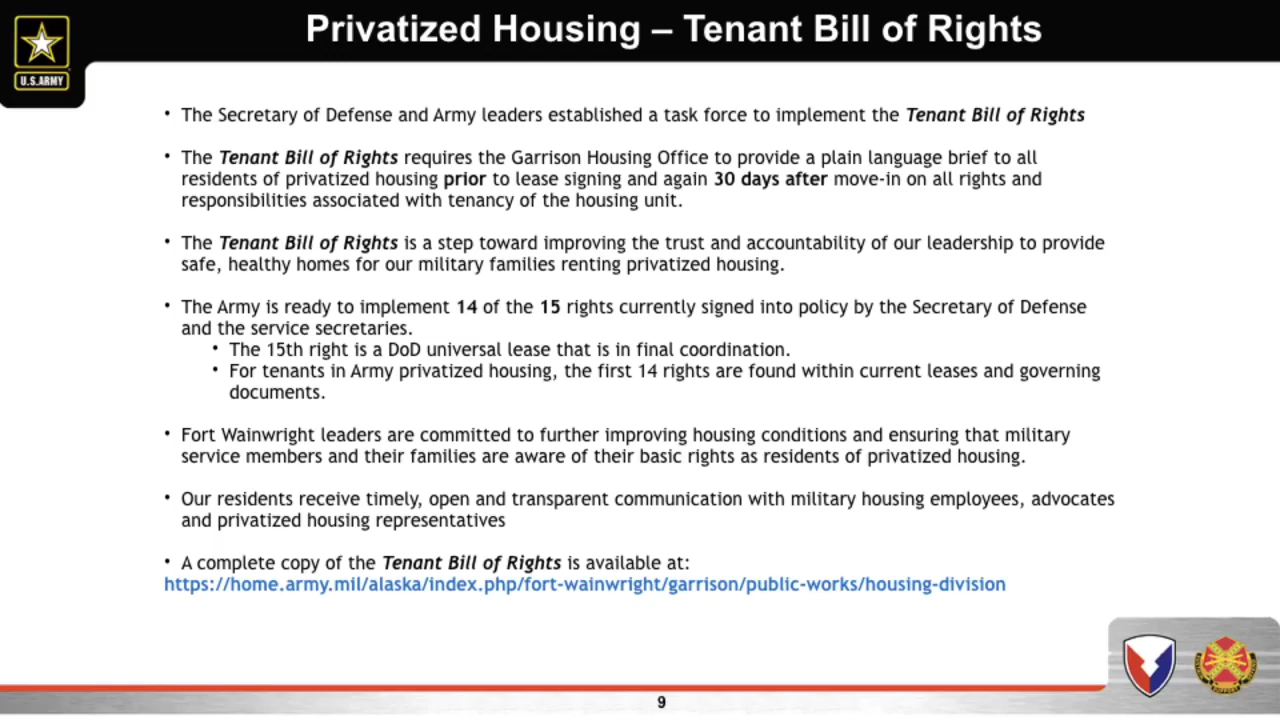 Privatized Housing – Tenant Bill of Rights
U.S.ARMY
• The Secretary of Defense and Army leaders established a task force to implement the Tenant Bill of Rights
• The Tenant Bill of Rights requires the Garrison Housing Office to provide a plain language brief to all
residents of privatized housing prior to lease signing and again 30 days after move-in on all rights and
responsibilities associated with tenancy of the housing unit.
• The Tenant Bill of Rights is a step toward improving the trust and accountability of our leadership to provide
safe, healthy homes for our military families renting privatized housing.
• The Army is ready to implement 14 of the 15 rights currently signed into policy by the Secretary of Defense
and the service secretaries.
• The 15th right is a DoD universal lease that is in final coordination.
• For tenants in Army privatized housing, the first 14 rights are found within current leases and governing
documents.
• Fort Wainwright leaders are committed to further improving housing conditions and ensuring that military
service members and their families are aware of their basic rights as residents of privatized housing.
• Our residents receive timely, open and transparent communication with military housing employees, advocates
and privatized housing representatives
• A complete copy of the Tenant Bill of Rights is available at:
https://home.army.mil/alaska/index.php/fort-wainwright/garrison/public-works/housing-division
SUPPORT
9